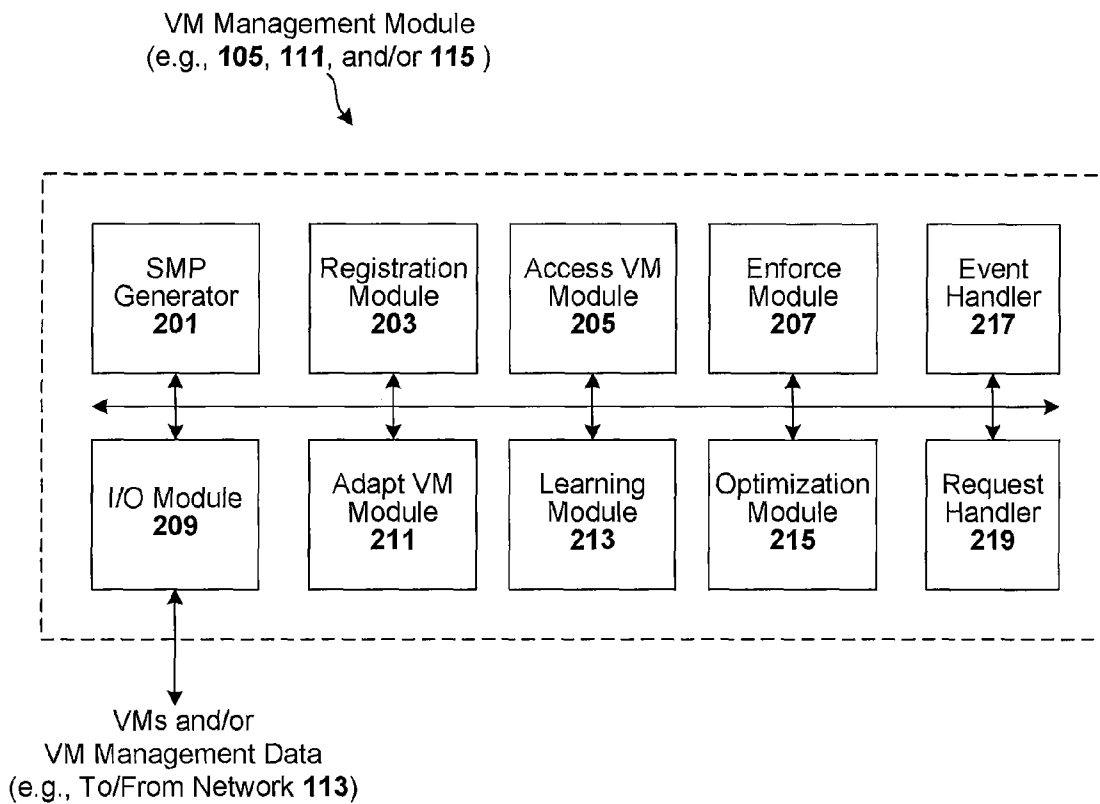 VM Management Module
(e.g., 105, 111, and/or 115 )
SMP
Generator
201
Registration
Module
203
Access VM
Module
205
Enforce
Module
207
Event
Handler
217
I/O Module
209
Adapt VM
Module
211
Learning
Module
213
Optimization
Module
215
Request
Handler
219
VMs and/or
VM Management Data
(e.g., To/From Network 113)